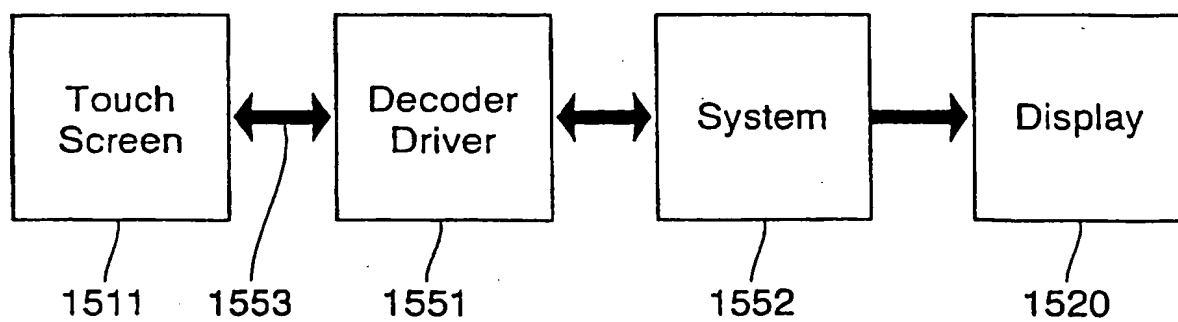 Touch
Screen
Decoder
Driver
System
Display
1511
1553
1551
1552
1520